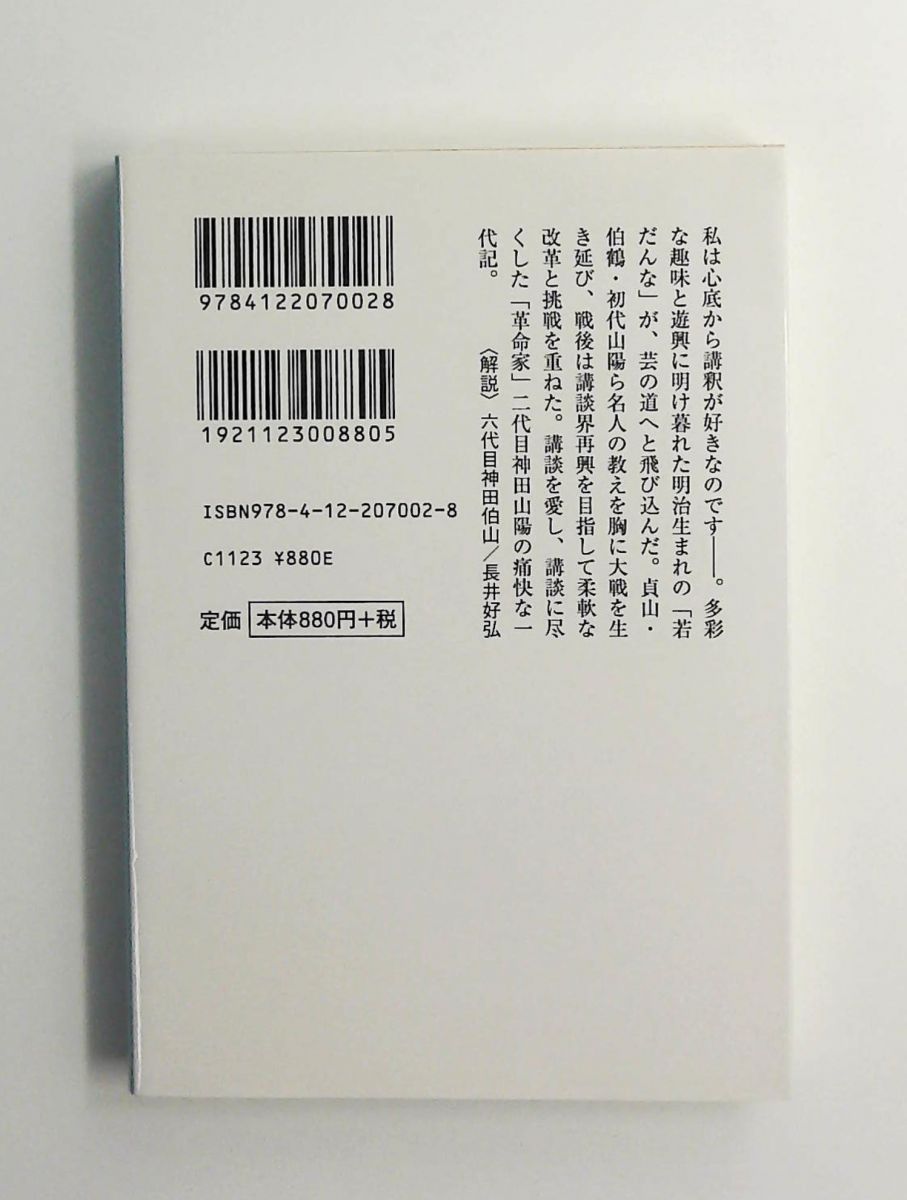 私は心底から講釈が好きなのです――。多彩
な趣味と遊興に明け暮れた明治生まれの「若
だんな」が、芸の道へと飛び込んだ。貞山・
伯鶴・初代山陽ら名人の教えを胸に大戦を生
き延び、戦後は講談界再興を目指して柔軟な
改革と挑戦を重ねた。講談を愛し、講談に尽
くした「革命家」二代目神田山陽の痛快な一
代記。 〈解説〉六代目神田伯山／長井好弘
9784122070028
1921123008805
ISBN978-4-12-207002-8
C1123 ¥880E
定価 本体880円+税